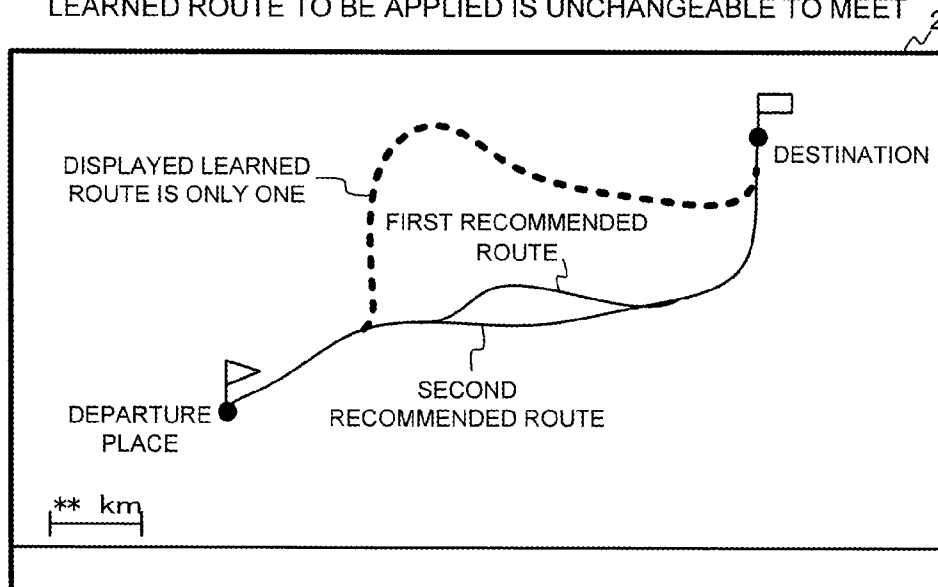 LEARNED ROUTE TO BE APPLIED IS UNCHANGEABLE TO MEET
2
DISPLAYED LEARNED
ROUTE IS ONLY ONE
DESTINATION
FIRST RECOMMENDED
ROUTE
SECOND
RECOMMENDED ROUTE
DEPARTURE
PLACE
** km